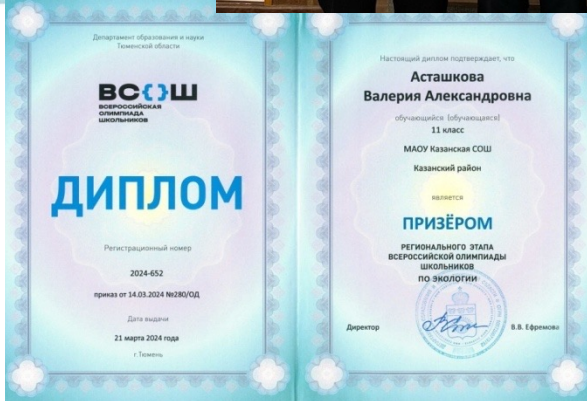 Департамент образования и науки
Тюменской области
ВС{}Ш
ВСЕРОССИЙСКАЯ
ОЛИМПИАДА
ШКОЛЬНИКОВ
ДИПЛОМ
Регистрационный номер
2024-652
приказ от 14.03.2024 №280/ОД
Дата выдачи
21 марта 2024 года
г.Тюмень
Настоящий диплом подтверждает, что
Асташкова
Валерия Александровна
обучающийся (обучающаяся)
11 класс
МАОУ Казанская СОШ
Казанский район
является
ПРИЗЁРОМ
РЕГИОНАЛЬНОГО ЭТАПА
ВСЕРОССИЙСКОЙ ОЛИМПИАДЫ
ШКОЛЬНИКОВ
ПО ЭКОЛОГИИ
Директор
В.В. Ефремова